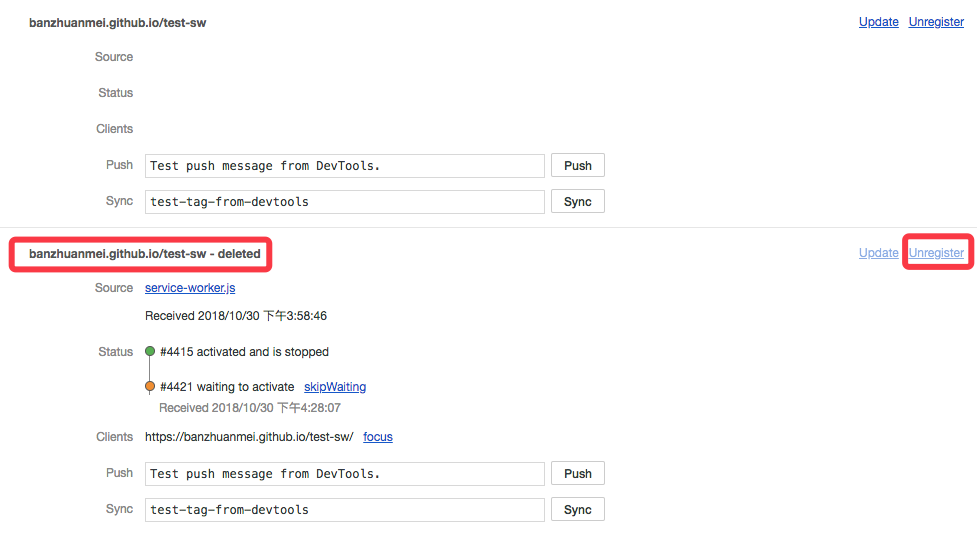 banzhuanmei.github.io/test-sw Update Unregister
Source
Status
Clients
Push Test push message from DevTools. Push
Sync test-tag-from-devtools Sync
banzhuanmei.github.io/test-sw - deleted Update Unregister
Source service-worker.js
Received 2018/10/30 下午3:58:46
Status #4415 activated and is stopped
#4421 waiting to activate skipWaiting
Received 2018/10/30 下午4:28:07
Clients https://banzhuanmei.github.io/test-sw/ focus
Push Test push message from DevTools. Push
Sync test-tag-from-devtools Sync